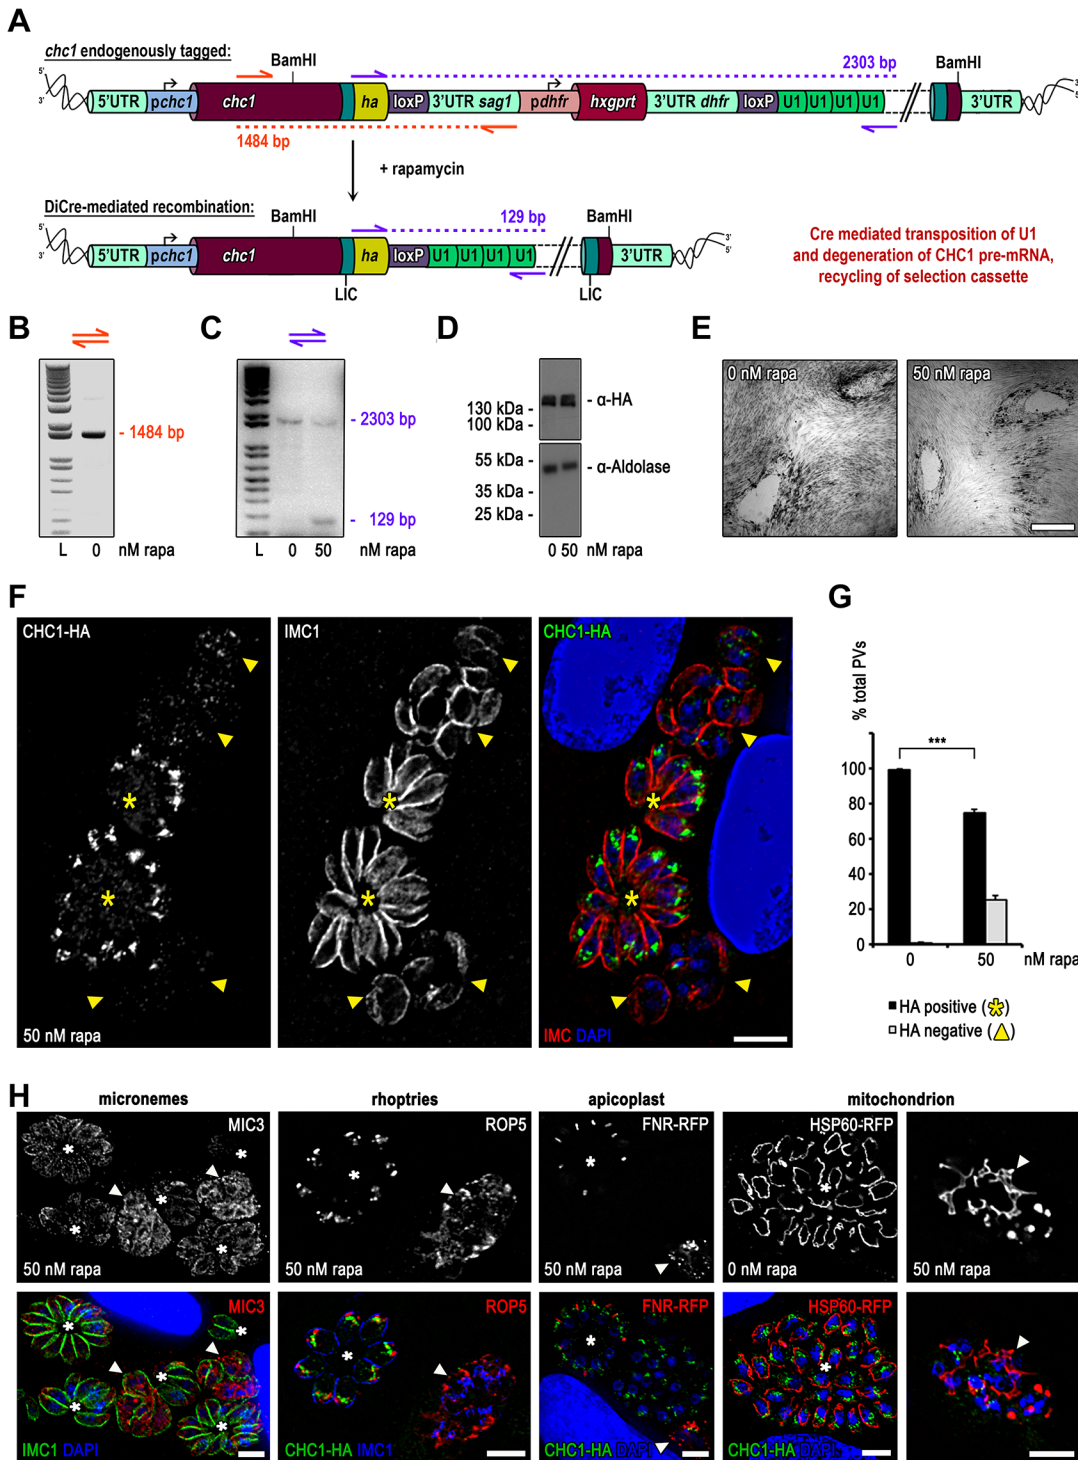 A
chc1 endogenously tagged:
BamHI
2303 bp
BamHI
5'
3'
5'UTR
pchc1
chc1
ha
loxP
3'UTR sag1
pdhfr
hxgprt
3'UTR dhfr
loxP
U1
U1
U1
U1
3'UTR
3'
5'
1484 bp
+ rapamycin
DiCre-mediated recombination:
BamHI
129 bp
BamHI
5'
3'
5'UTR
pchc1
chc1
ha
loxP
U1
U1
U1
U1
3'UTR
3'
5'
LIC
LIC
Cre mediated transposition of U1
and degeneration of CHC1 pre-mRNA,
recycling of selection cassette
B
- 1484 bp
L 0 nM rapa
C
- 2303 bp
- 129 bp
L 0 50 nM rapa
D
130 kDa -
100 kDa -
- α-HA
55 kDa -
35 kDa -
25 kDa -
- α-Aldolase
0 50 nM rapa
E
0 nM rapa
50 nM rapa
F
CHC1-HA
50 nM rapa
IMC1
CHC1-HA
IMC DAPI
G
% total PVs
***
100
80
60
40
20
0
0 50 nM rapa
HA positive (*)
HA negative (▲)
H
micronemes
rhoptries
apicoplast
mitochondrion
MIC3
50 nM rapa
ROP5
50 nM rapa
FNR-RFP
50 nM rapa
HSP60-RFP
0 nM rapa
50 nM rapa
MIC3
IMC1 DAPI
ROP5
CHC1-HA IMC1
FNR-RFP
CHC1-HA DAPI
HSP60-RFP
CHC1-HA DAPI